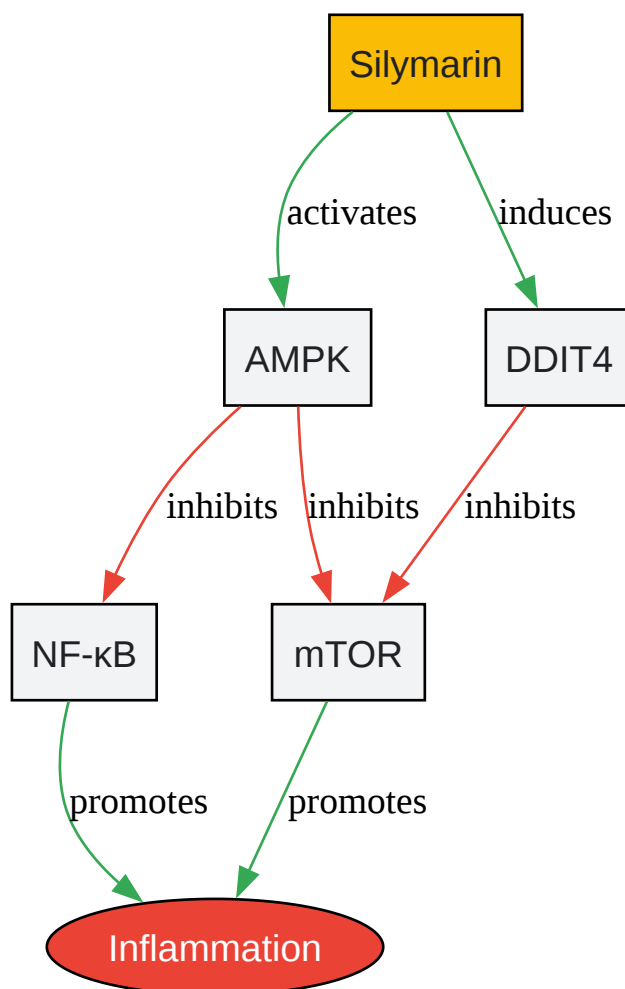 Silymarin
activates
induces
AMPK
DDIT4
inhibits
inhibits
inhibits
NF-κB
mTOR
promotes
promotes
Inflammation